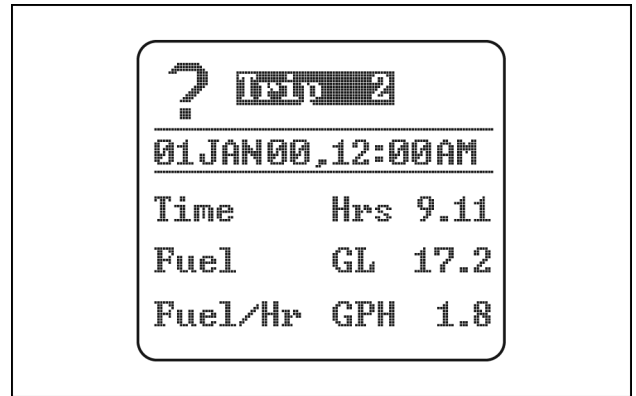 ? Trip 2
01JAN00,12:00AM
Time Hrs 9.11
Fuel GL 17.2
Fuel/Hr GPH 1.8